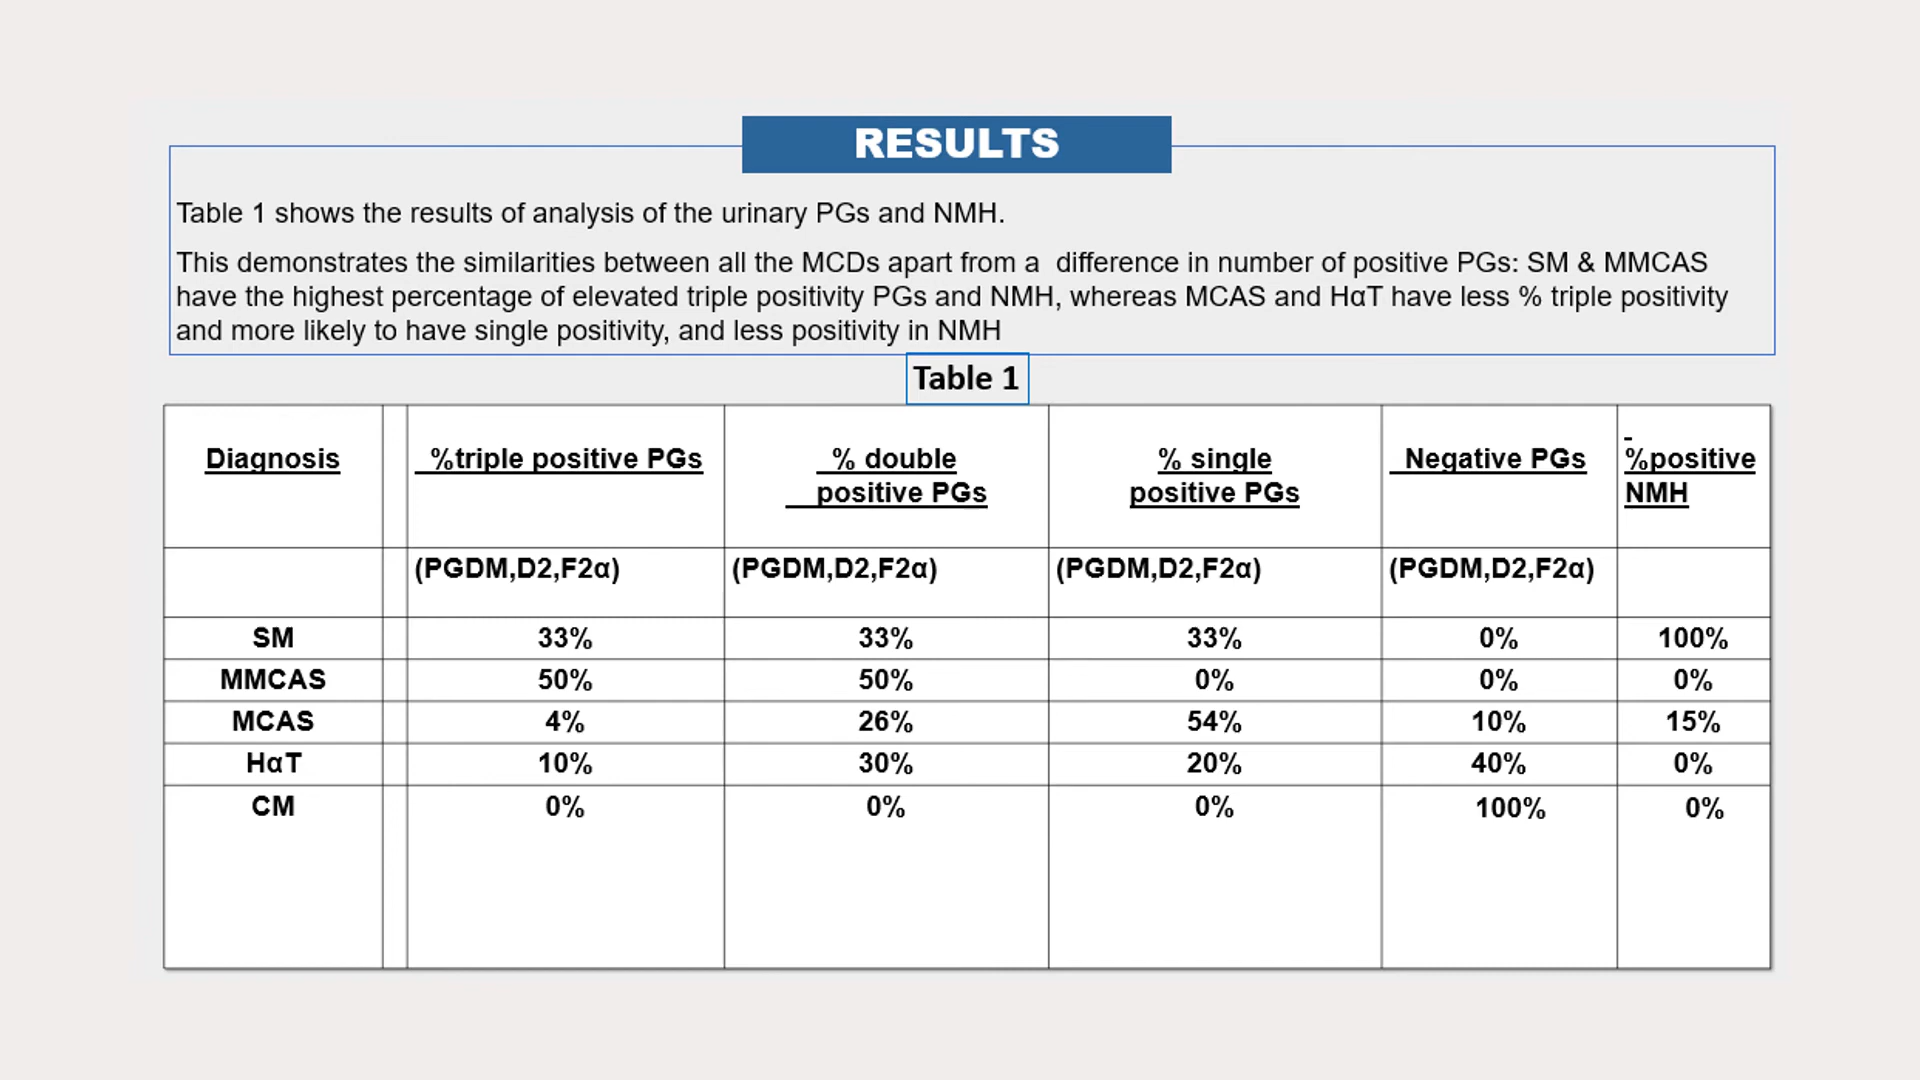 RESULTS
Table 1 shows the results of analysis of the urinary PGs and NMH.
This demonstrates the similarities between all the MCDs apart from a  difference in number of positive PGs: SM & MMCAS
have the highest percentage of elevated triple positivity PGs and NMH, whereas MCAS and HαT have less % triple positivity
and more likely to have single positivity, and less positivity in NMH
Table 1
Diagnosis %triple positive PGs % double positive PGs % single positive PGs Negative PGs %positive NMH
(PGDM,D2,F2α) (PGDM,D2,F2α) (PGDM,D2,F2α) (PGDM,D2,F2α)
SM 33% 33% 33% 0% 100%
MMCAS 50% 50% 0% 0% 0%
MCAS 4% 26% 54% 10% 15%
HαT 10% 30% 20% 40% 0%
CM 0% 0% 0% 100% 0%